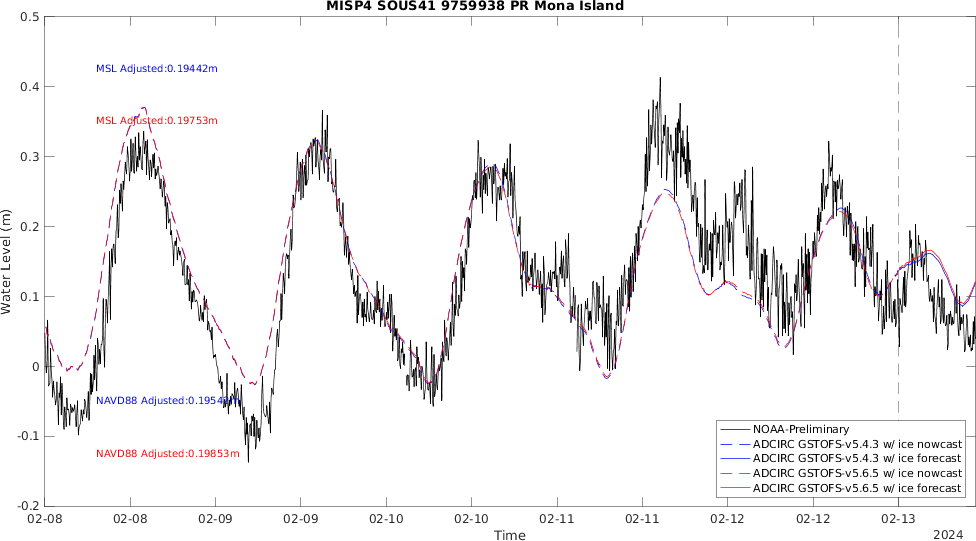 MISP4 SOUS41 9759938 PR Mona Island
0.5
0.4
0.3
0.2
0.1
0
-0.1
-0.2
Water Level (m)
MSL Adjusted:0.19442m
MSL Adjusted:0.19753m
NAVD88 Adjusted:0.1954
NAVD88 Adjusted:0.19853m
NOAA-Preliminary
ADCIRC GSTOFS-v5.4.3 w/ ice nowcast
ADCIRC GSTOFS-v5.4.3 w/ ice forecast
ADCIRC GSTOFS-v5.6.5 w/ ice nowcast
ADCIRC GSTOFS-v5.6.5 w/ ice forecast
02-08 02-08 02-09 02-09 02-10 02-10 02-11 02-11 02-12 02-12 02-13
Time
2024